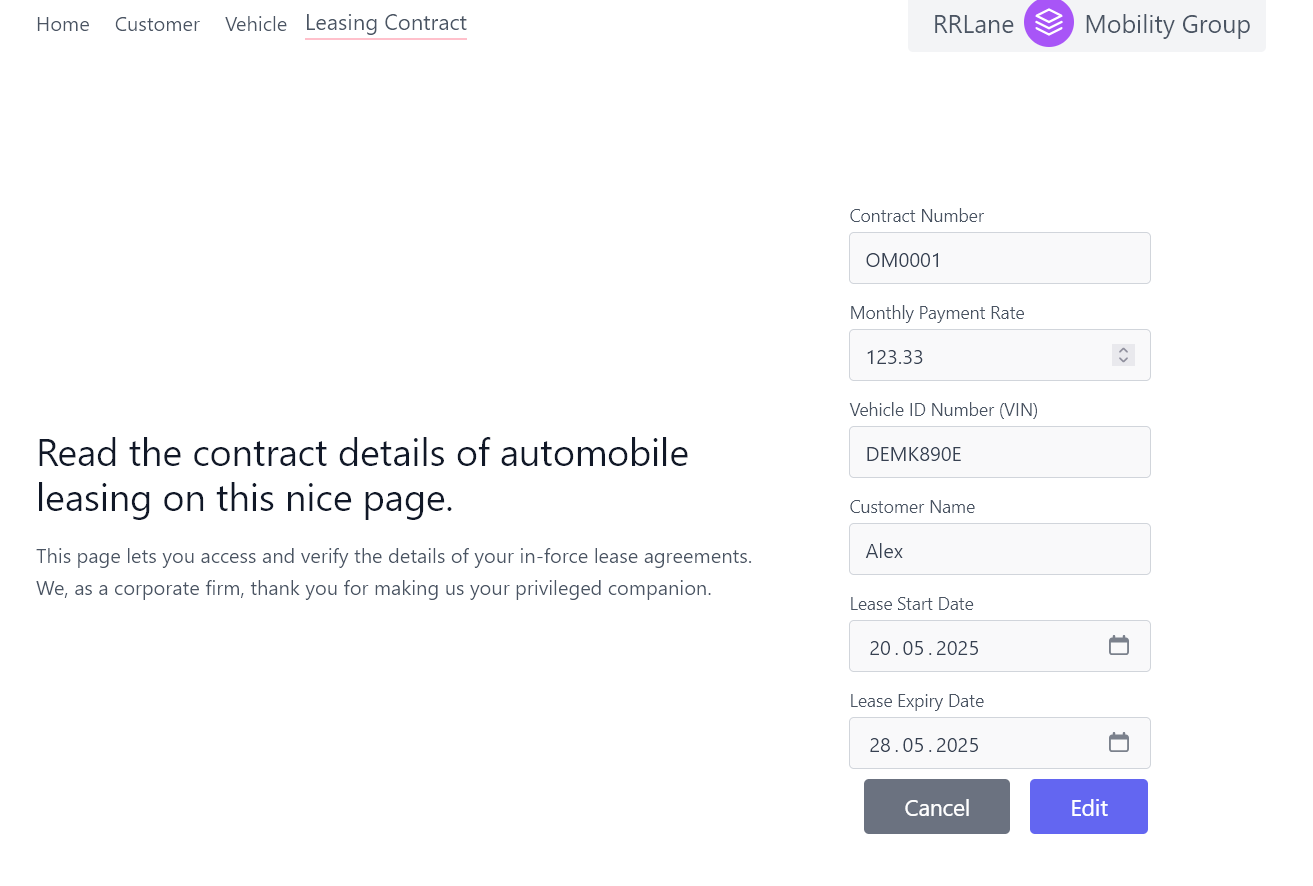 Home Customer Vehicle Leasing Contract
RRLane Mobility Group
Read the contract details of automobile
leasing on this nice page.
This page lets you access and verify the details of your in-force lease agreements.
We, as a corporate firm, thank you for making us your privileged companion.
Contract Number
OM0001
Monthly Payment Rate
123.33
Vehicle ID Number (VIN)
DEMK890E
Customer Name
Alex
Lease Start Date
20.05.2025
Lease Expiry Date
28.05.2025
Cancel Edit